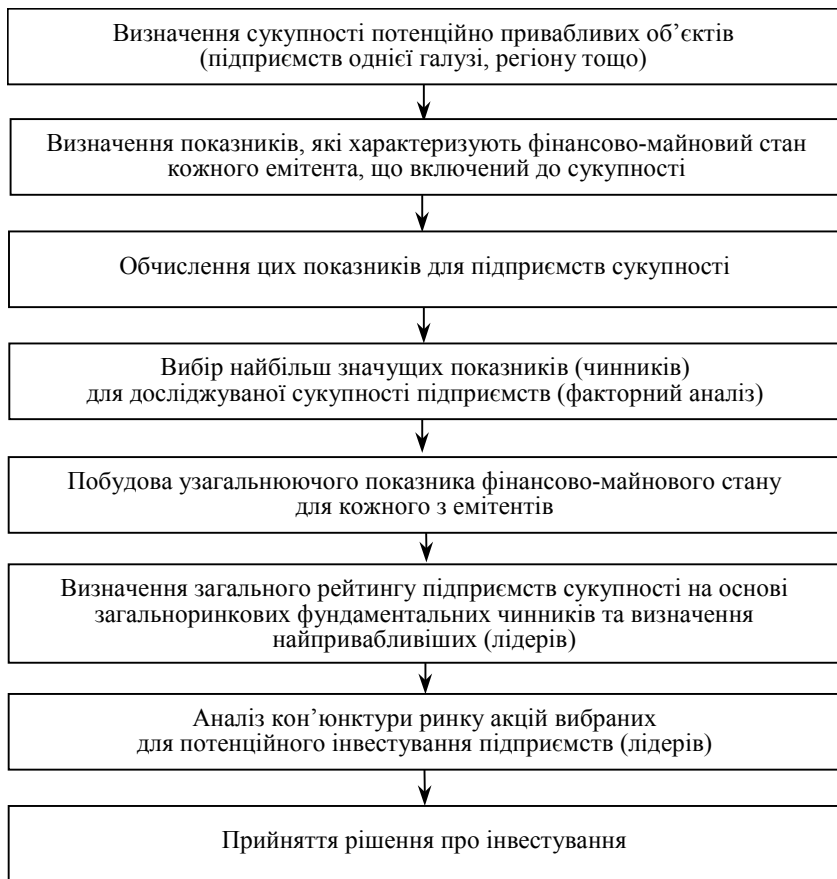 Визначення сукупності потенційно привабливих об’єктів
(підприємств однієї галузі, регіону тощо)
Визначення показників, які характеризують фінансово-майновий стан
кожного емітента, що включений до сукупності
Обчислення цих показників для підприємств сукупності
Вибір найбільш значущих показників (чинників)
для досліджуваної сукупності підприємств (факторний аналіз)
Побудова узагальнюючого показника фінансово-майнового стану
для кожного з емітентів
Визначення загального рейтингу підприємств сукупності на основі
загальноринкових фундаментальних чинників та визначення
найпривабливіших (лідерів)
Аналіз кон’юнктури ринку акцій вибраних
для потенційного інвестування підприємств (лідерів)
Прийняття рішення про інвестування